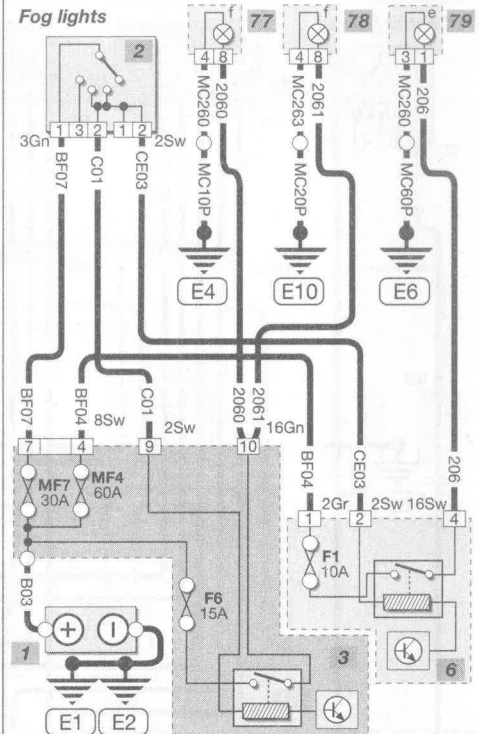 Fog lights
f 77 f 78 e 79
2
4 8 4 8 3 1
MC260 2060 MC263 2061 MC260 206
1 3 2 1 2
3Gn 2Sw
BF07 C01 CE03
MC10P MC20P MC60P
E4 E10 E6
BF07 BF04 8Sw C01 2Sw 2060 2061 16Gn BF04 CE03 206
7 4 9 10
MF7 30A MF4 60A
2Gr 2Sw 16Sw
1 2 4
F1 10A
B03
F6 15A
+ −
1 3 6
E1 E2